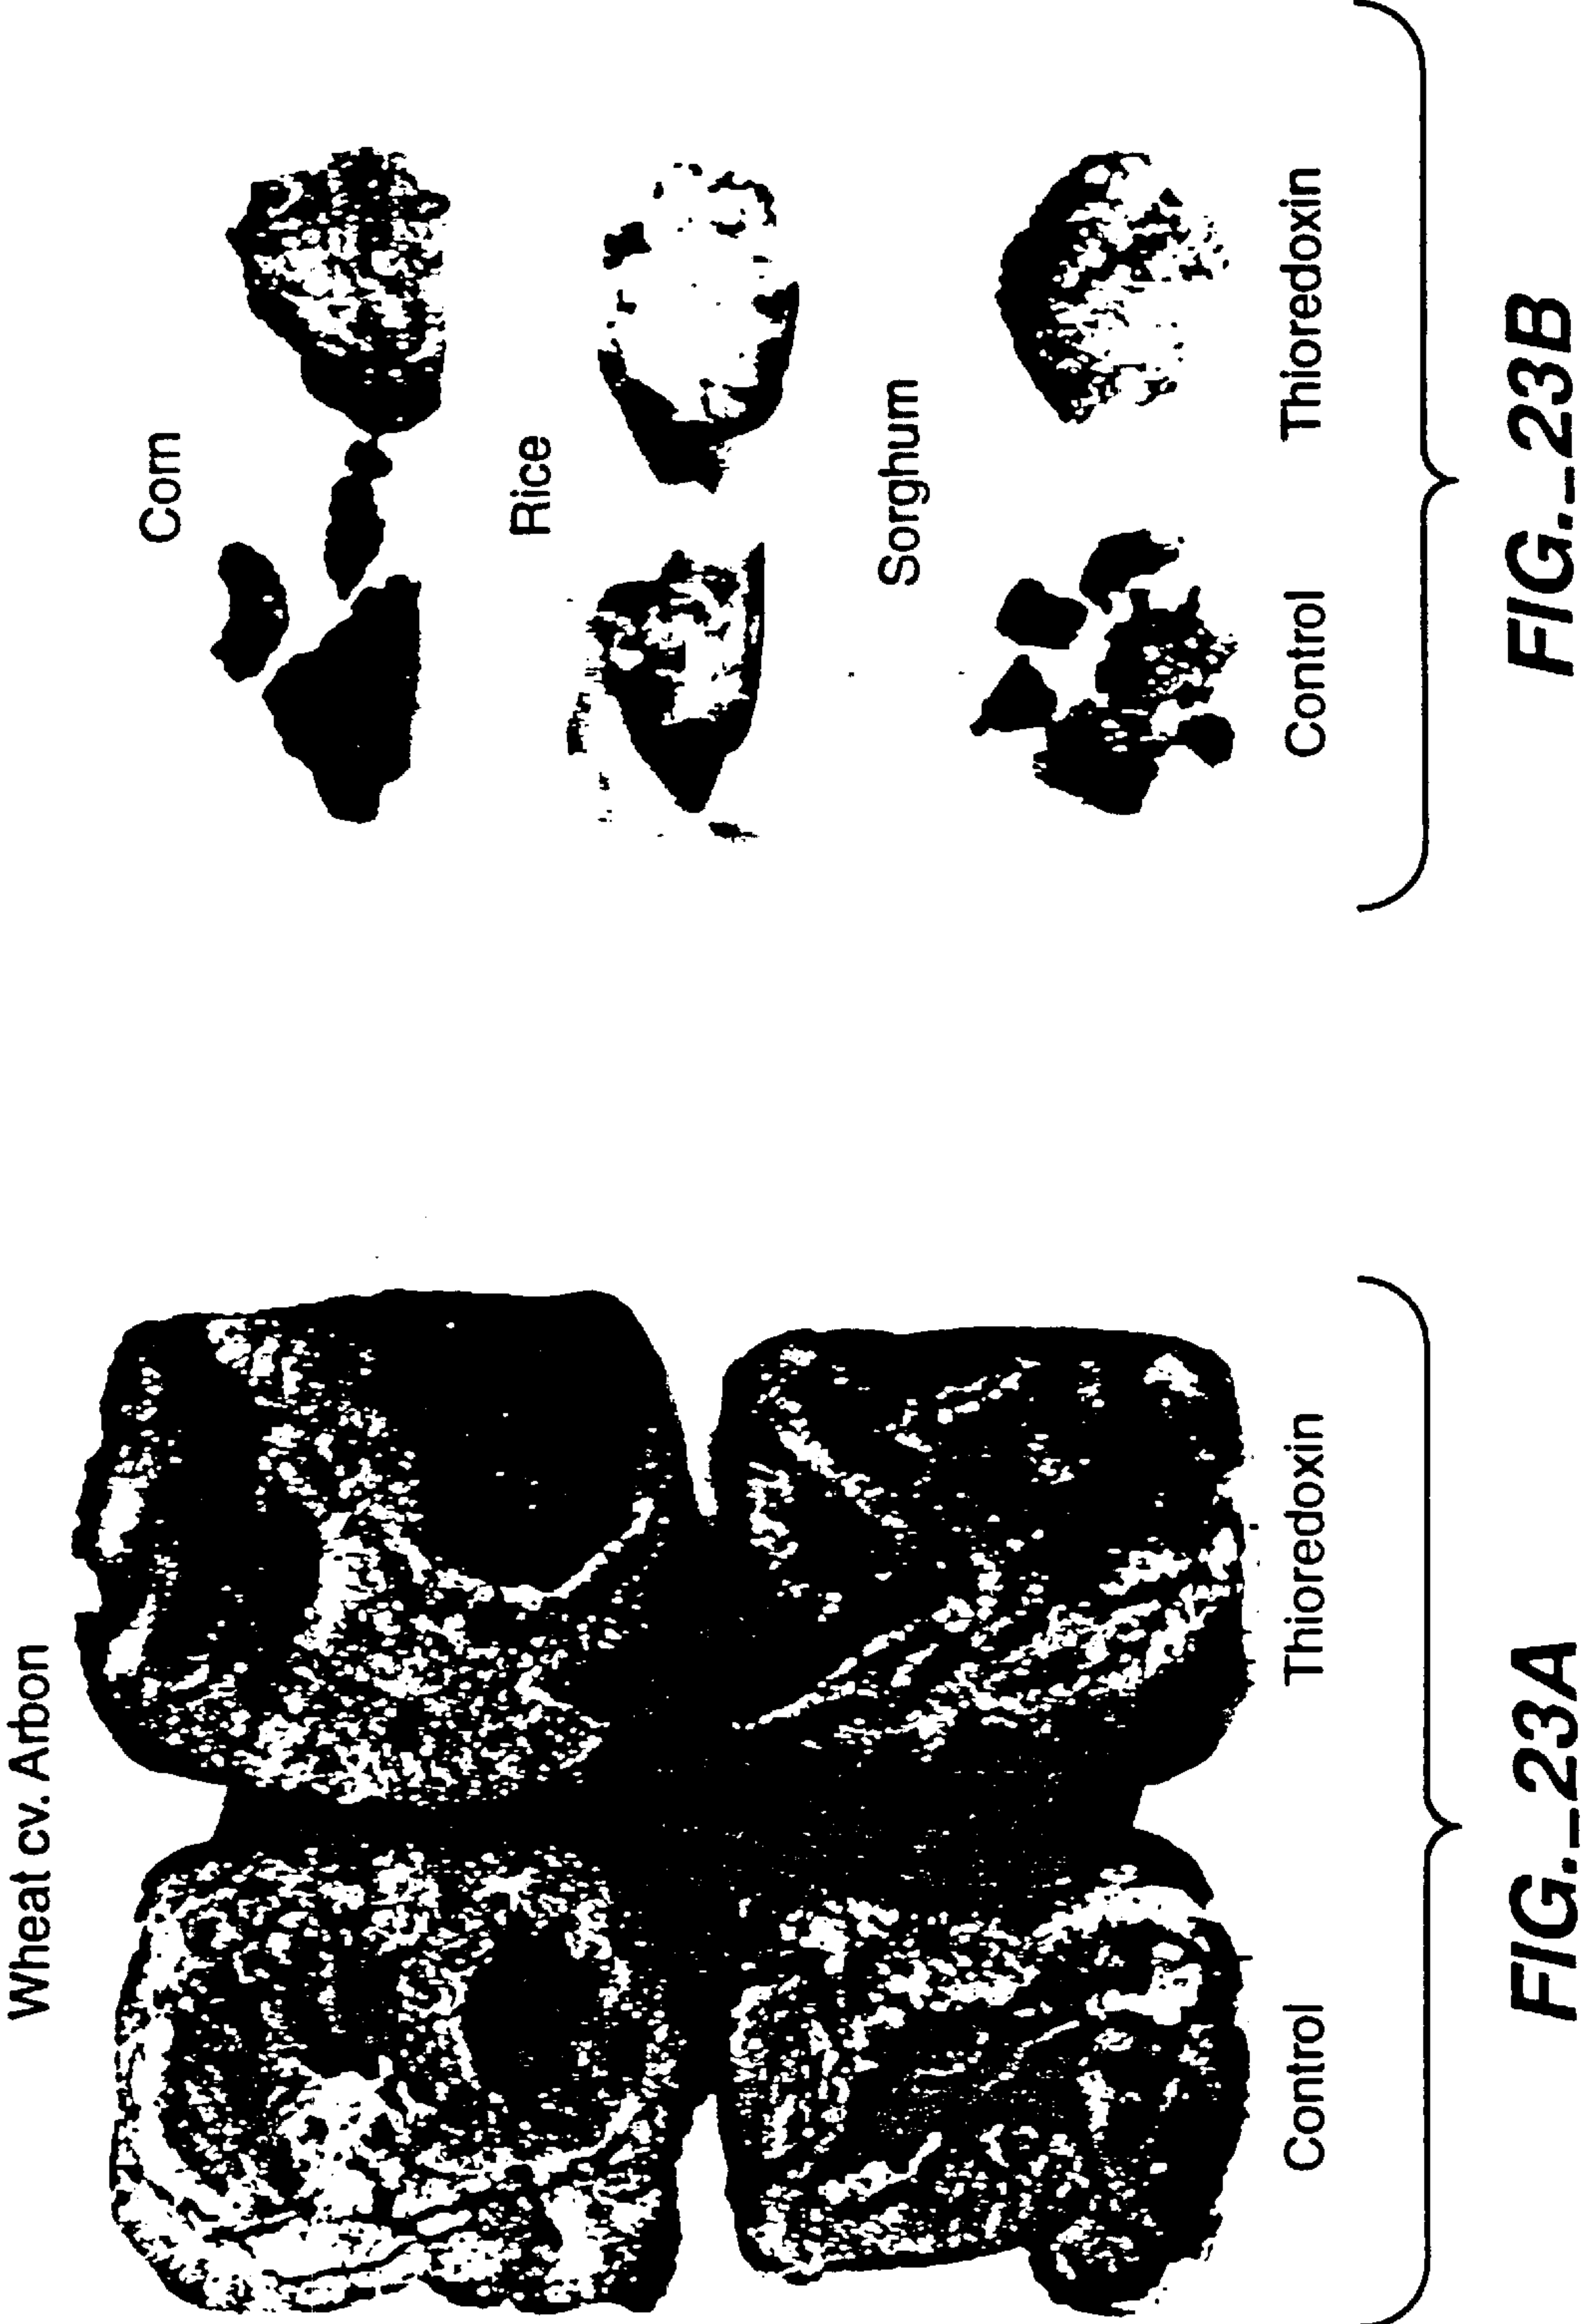 Wheat cv. Arbon
Control
Thioredoxin
FIG._23A
Corn
Rice
Sorghum
Control
Thioredoxin
FIG._23B